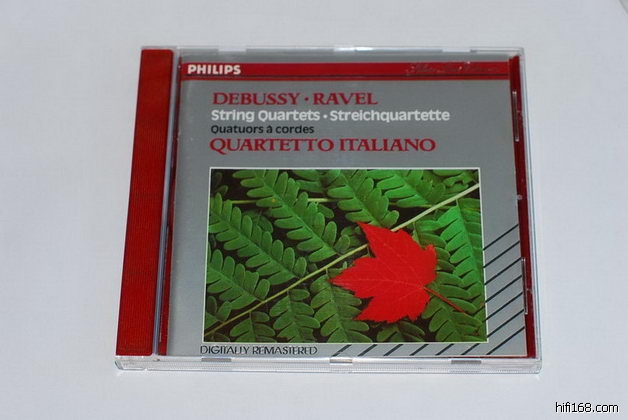 PHILIPS
DEBUSSY · RAVEL
String Quartets · Streichquartette
Quatuors à cordes
QUARTETTO ITALIANO
DIGITALLY REMASTERED
hifi168.com